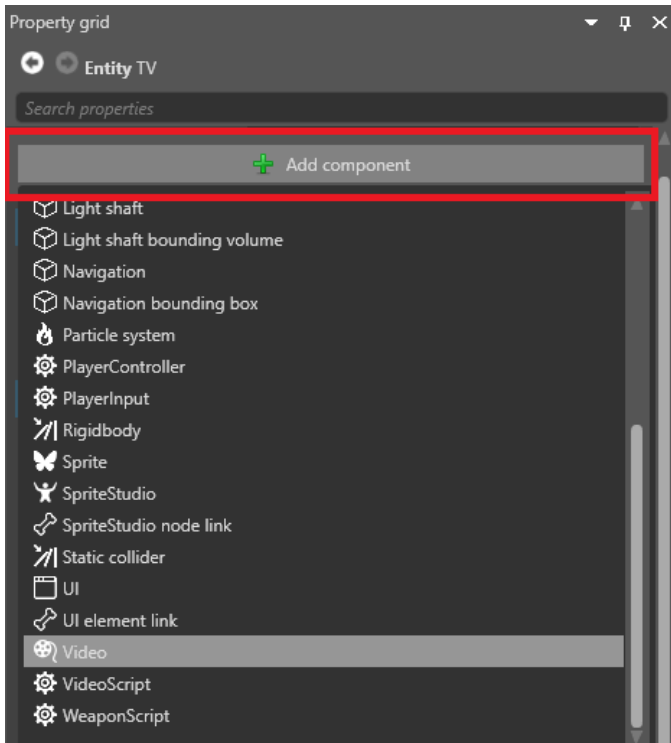 Property grid
Entity TV
Search properties
Add component
Light shaft
Light shaft bounding volume
Navigation
Navigation bounding box
Particle system
PlayerController
PlayerInput
Rigidbody
Sprite
SpriteStudio
SpriteStudio node link
Static collider
UI
UI element link
Video
VideoScript
WeaponScript